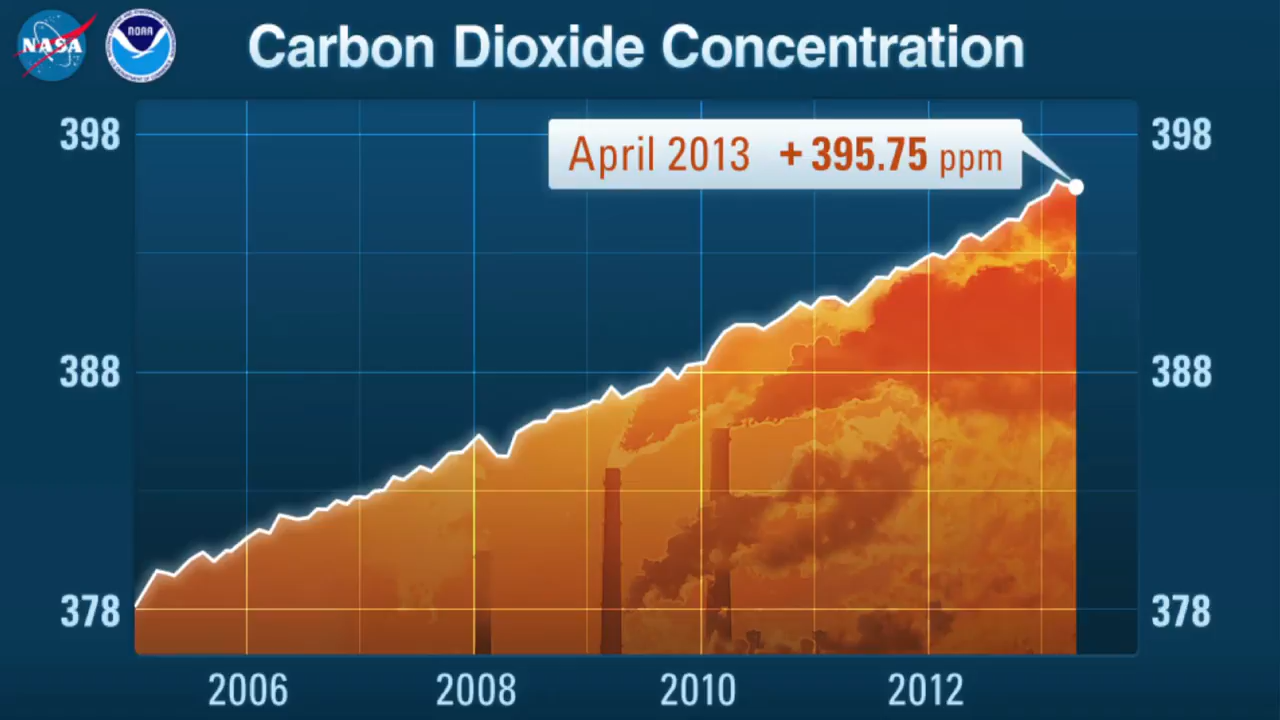 NASA
NOAA
Carbon Dioxide Concentration
398
398
April 2013 + 395.75 ppm
388
388
378
378
2006 2008 2010 2012